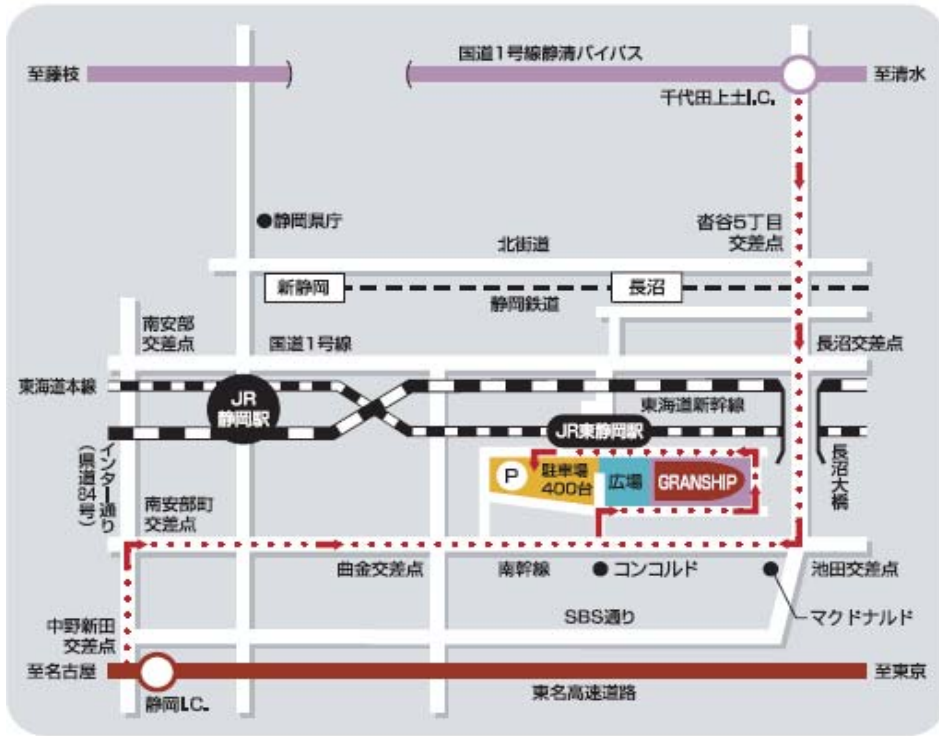 国道1号線静清バイパス
至藤枝
至清水
千代田上土I.C.
●静岡県庁
沓谷5丁目
交差点
北街道
新静岡
長沼
静岡鉄道
南安部
交差点
国道1号線
長沼交差点
東海道本線
JR
静岡駅
東海道新幹線
JR東静岡駅
インター通り
(県道84号)
長沼大橋
P
駐車場
400台
広場
GRANSHIP
南安部町
交差点
曲金交差点
南幹線
●コンコルド
池田交差点
マクドナルド
SBS通り
中野新田
交差点
至名古屋
至東京
東名高速道路
静岡I.C.